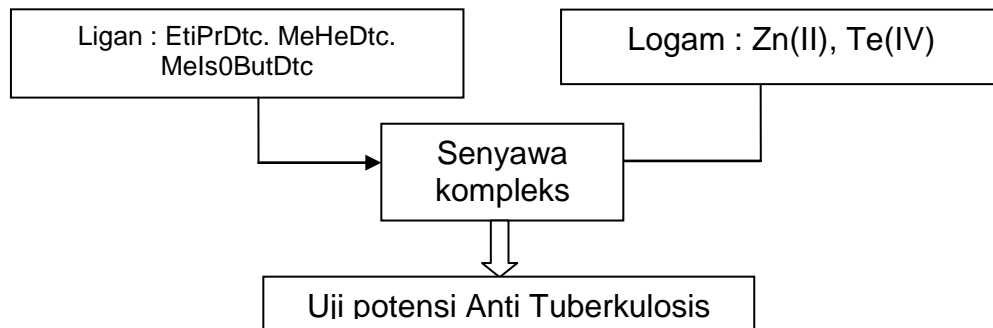 Ligan : EtiPrDtc. MeHeDtc.
MeIs0ButDtc
Logam : Zn(II), Te(IV)
Senyawa
kompleks
Uji potensi Anti Tuberkulosis